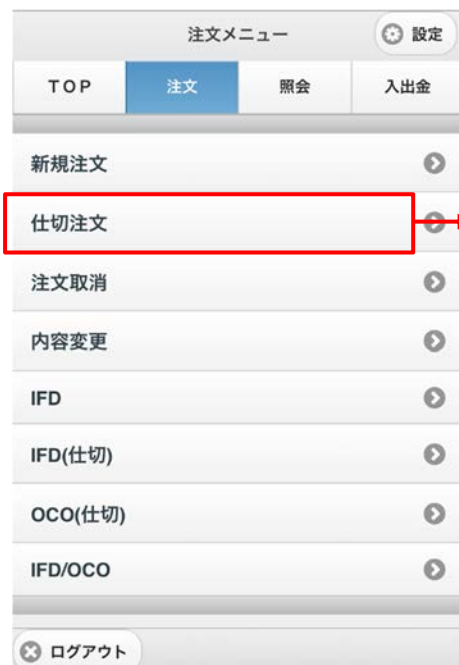 注文メニュー
設定
TOP 注文 照会 入出金
新規注文
仕切注文
注文取消
内容変更
IFD
IFD(仕切)
OCO(仕切)
IFD/OCO
ログアウト